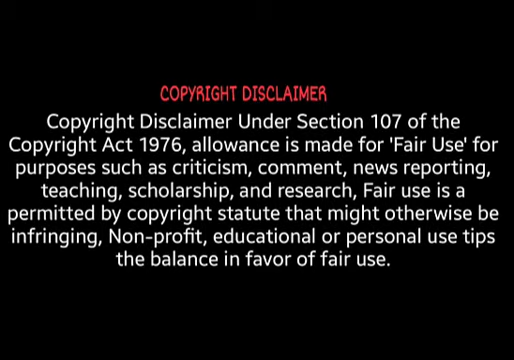 COPYRIGHT DISCLAIMER
Copyright Disclaimer Under Section 107 of the
Copyright Act 1976, allowance is made for 'Fair Use' for
purposes such as criticism, comment, news reporting,
teaching, scholarship, and research, Fair use is a
permitted by copyright statute that might otherwise be
infringing, Non-profit, educational or personal use tips
the balance in favor of fair use.